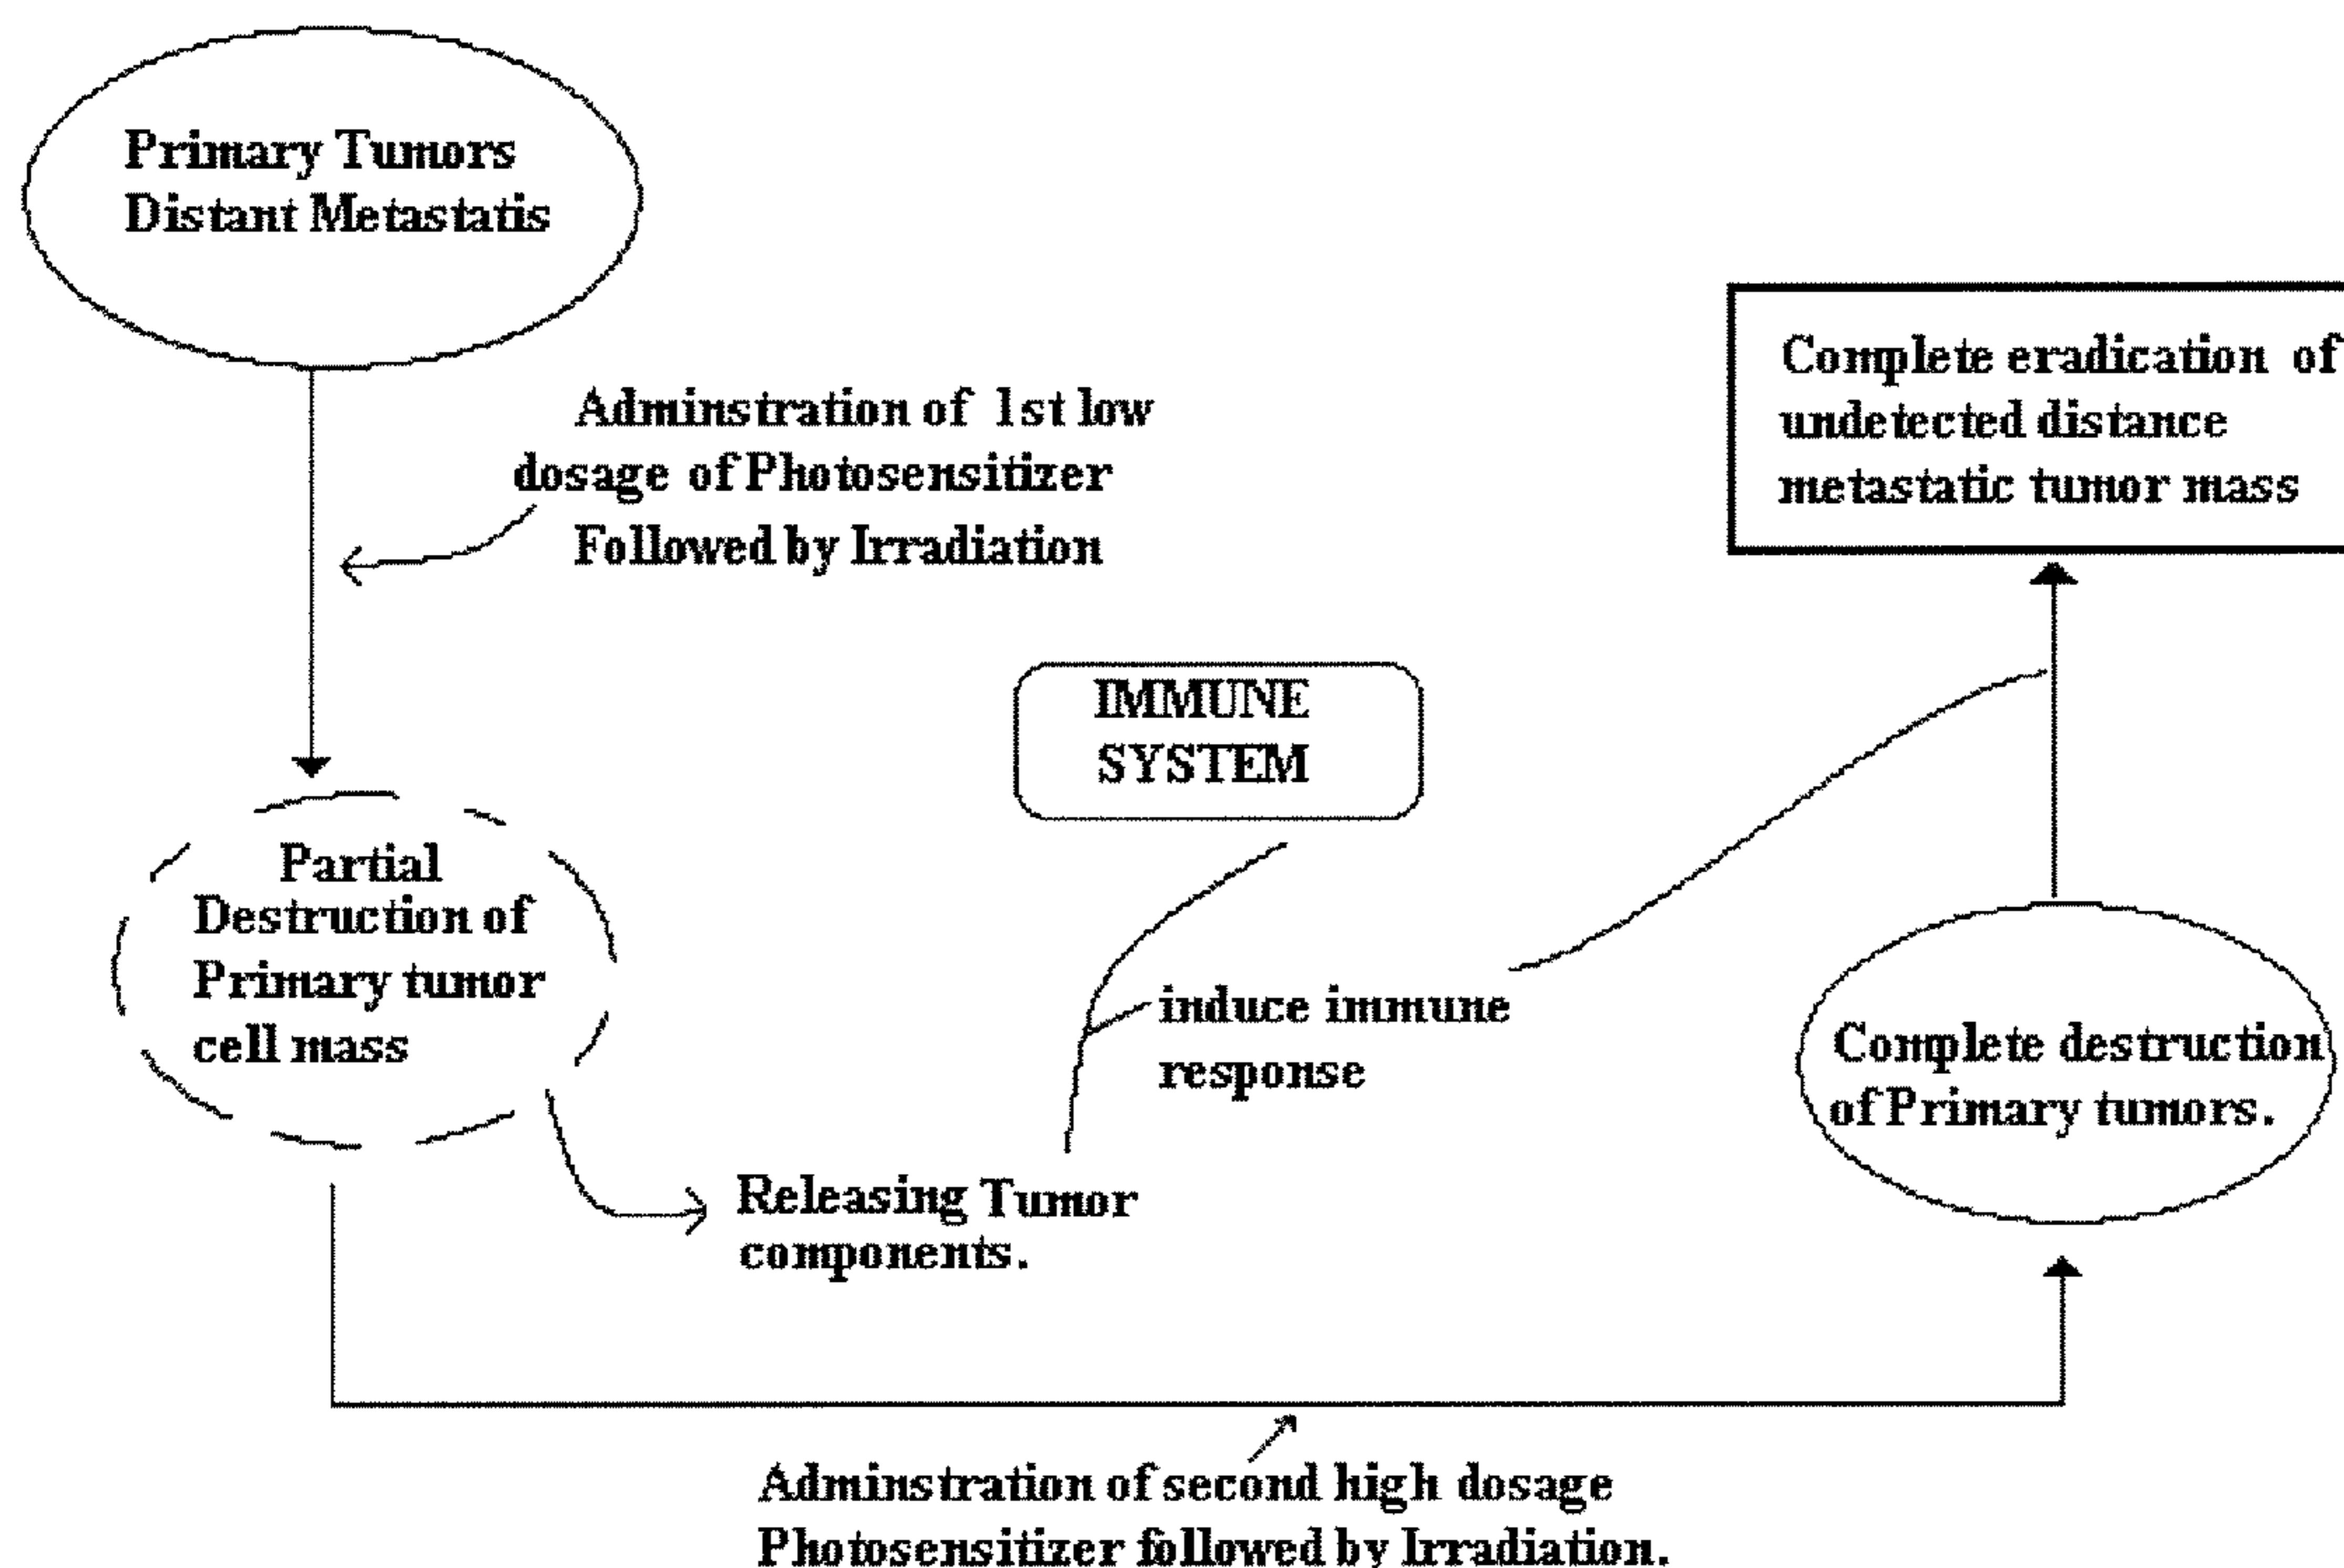 Primary Tumors
Distant Metastatis
Adminstration of 1st low
dosage of Photosensitizer
Followed by Irradiation
Complete eradication of
undetected distance
metastatic tumor mass
IMMUNE
SYSTEM
Partial
Destruction of
Primary tumor
cell mass
induce immune
response
Complete destruction
of Primary tumors.
Releasing Tumor
components.
Adminstration of second high dosage
Photosensitizer followed by Irradiation.